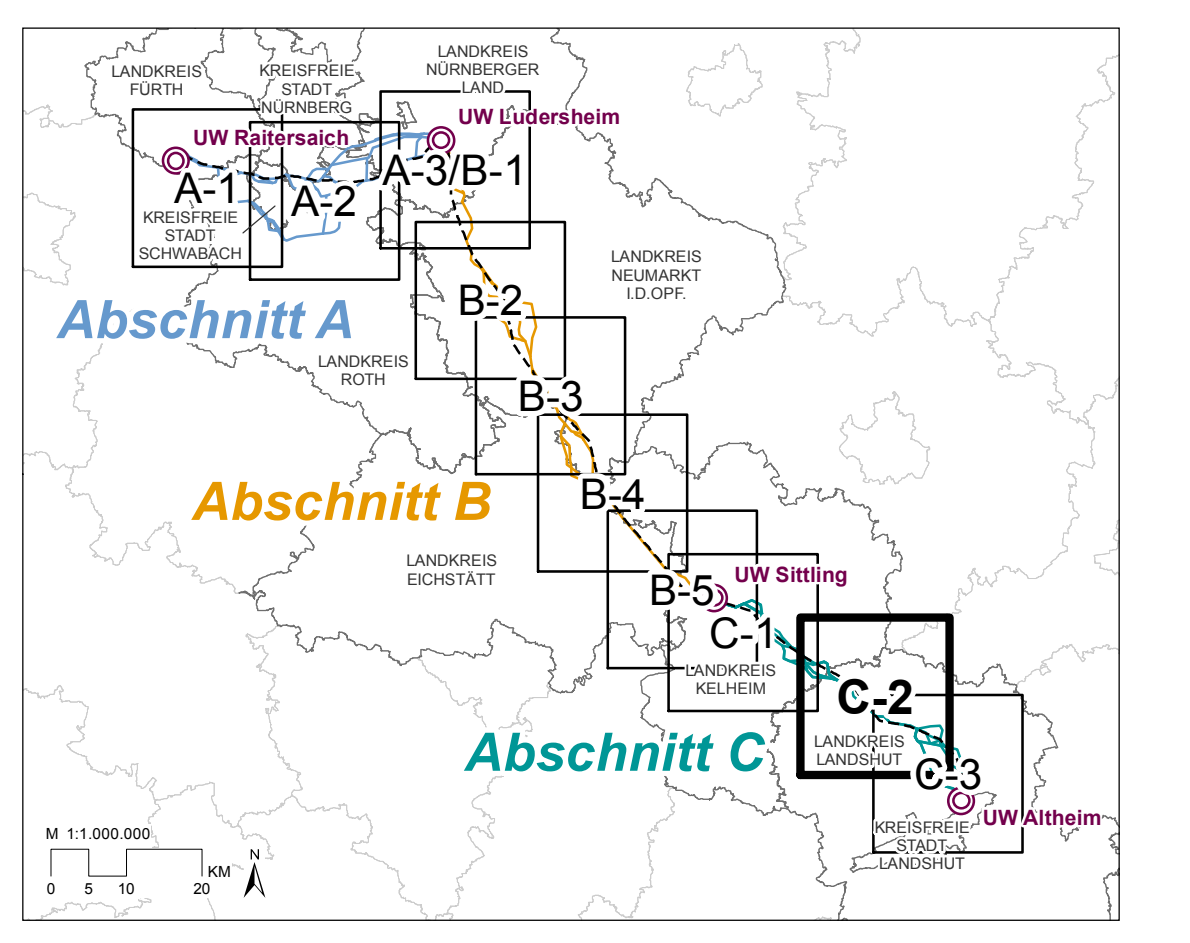 LANDKREIS
FÜRTH
KREISFREIE
STADT
NÜRNBERG
LANDKREIS
NÜRNBERGER
LAND
UW Raitersaich
UW Ludersheim
A-1
A-2
A-3/B-1
KREISFREIE
STADT
SCHWABACH
LANDKREIS
NEUMARKT
I.D.OPF.
Abschnitt A
B-2
LANDKREIS
ROTH
B-3
Abschnitt B
B-4
LANDKREIS
EICHSTÄTT
B-5
UW Sittling
C-1
LANDKREIS
KELHEIM
C-2
Abschnitt C
LANDKREIS
LANDSHUT
C-3
UW Altheim
KREISFREIE
STADT
LANDSHUT
M 1:1.000.000
KM
0 5 10 20
N